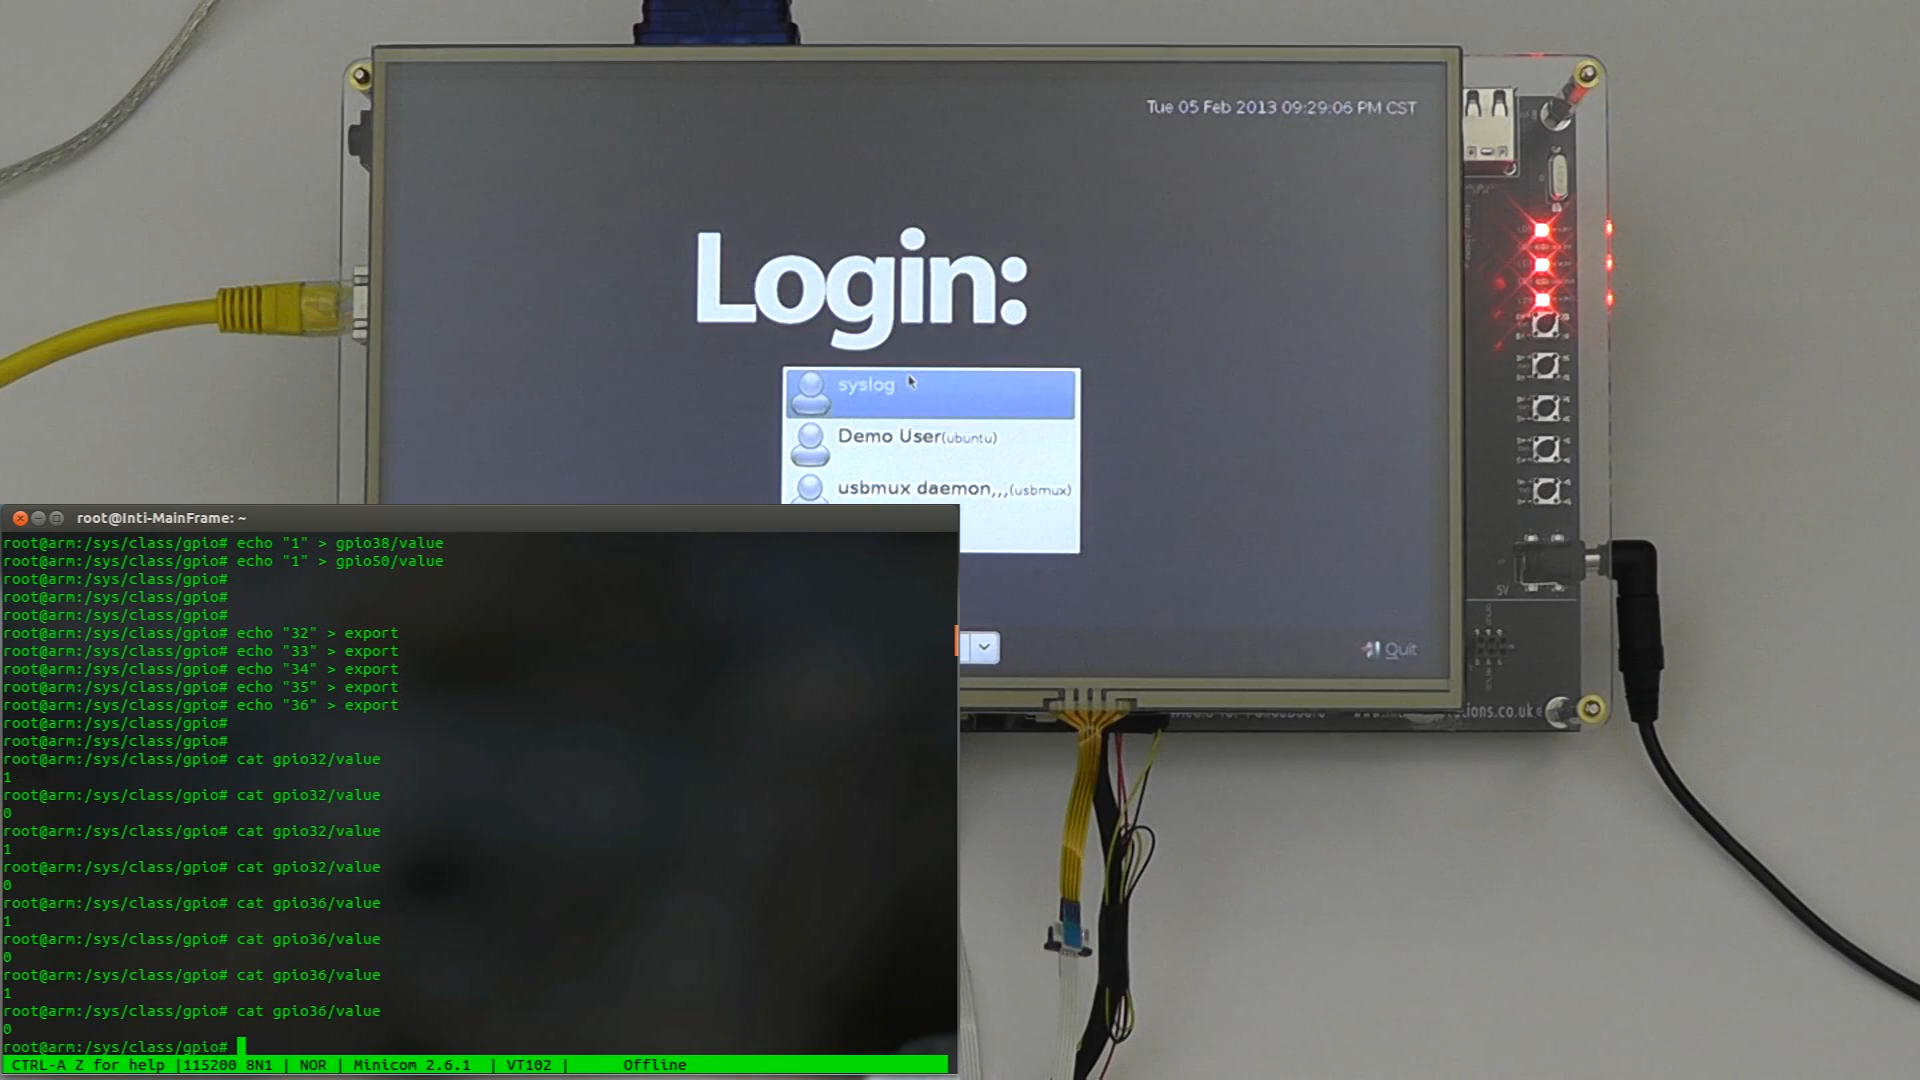 Tue 05 Feb 2013 09:29:06 PM CST
Login:
syslog
Demo User(ubuntu)
usbmux daemon,,,(usbmux)
5V
Quit
root@Inti-MainFrame: ~
root@arm:/sys/class/gpio# echo "1" > gpio38/value
root@arm:/sys/class/gpio# echo "1" > gpio50/value
root@arm:/sys/class/gpio#
root@arm:/sys/class/gpio#
root@arm:/sys/class/gpio#
root@arm:/sys/class/gpio# echo "32" > export
root@arm:/sys/class/gpio# echo "33" > export
root@arm:/sys/class/gpio# echo "34" > export
root@arm:/sys/class/gpio# echo "35" > export
root@arm:/sys/class/gpio# echo "36" > export
root@arm:/sys/class/gpio#
root@arm:/sys/class/gpio#
root@arm:/sys/class/gpio# cat gpio32/value
1
root@arm:/sys/class/gpio# cat gpio32/value
0
root@arm:/sys/class/gpio# cat gpio32/value
1
root@arm:/sys/class/gpio# cat gpio32/value
0
root@arm:/sys/class/gpio# cat gpio36/value
1
root@arm:/sys/class/gpio# cat gpio36/value
0
root@arm:/sys/class/gpio# cat gpio36/value
1
root@arm:/sys/class/gpio# cat gpio36/value
0
root@arm:/sys/class/gpio#
CTRL-A Z for help |115200 8N1 | NOR | Minicom 2.6.1 | VT102 | Offline